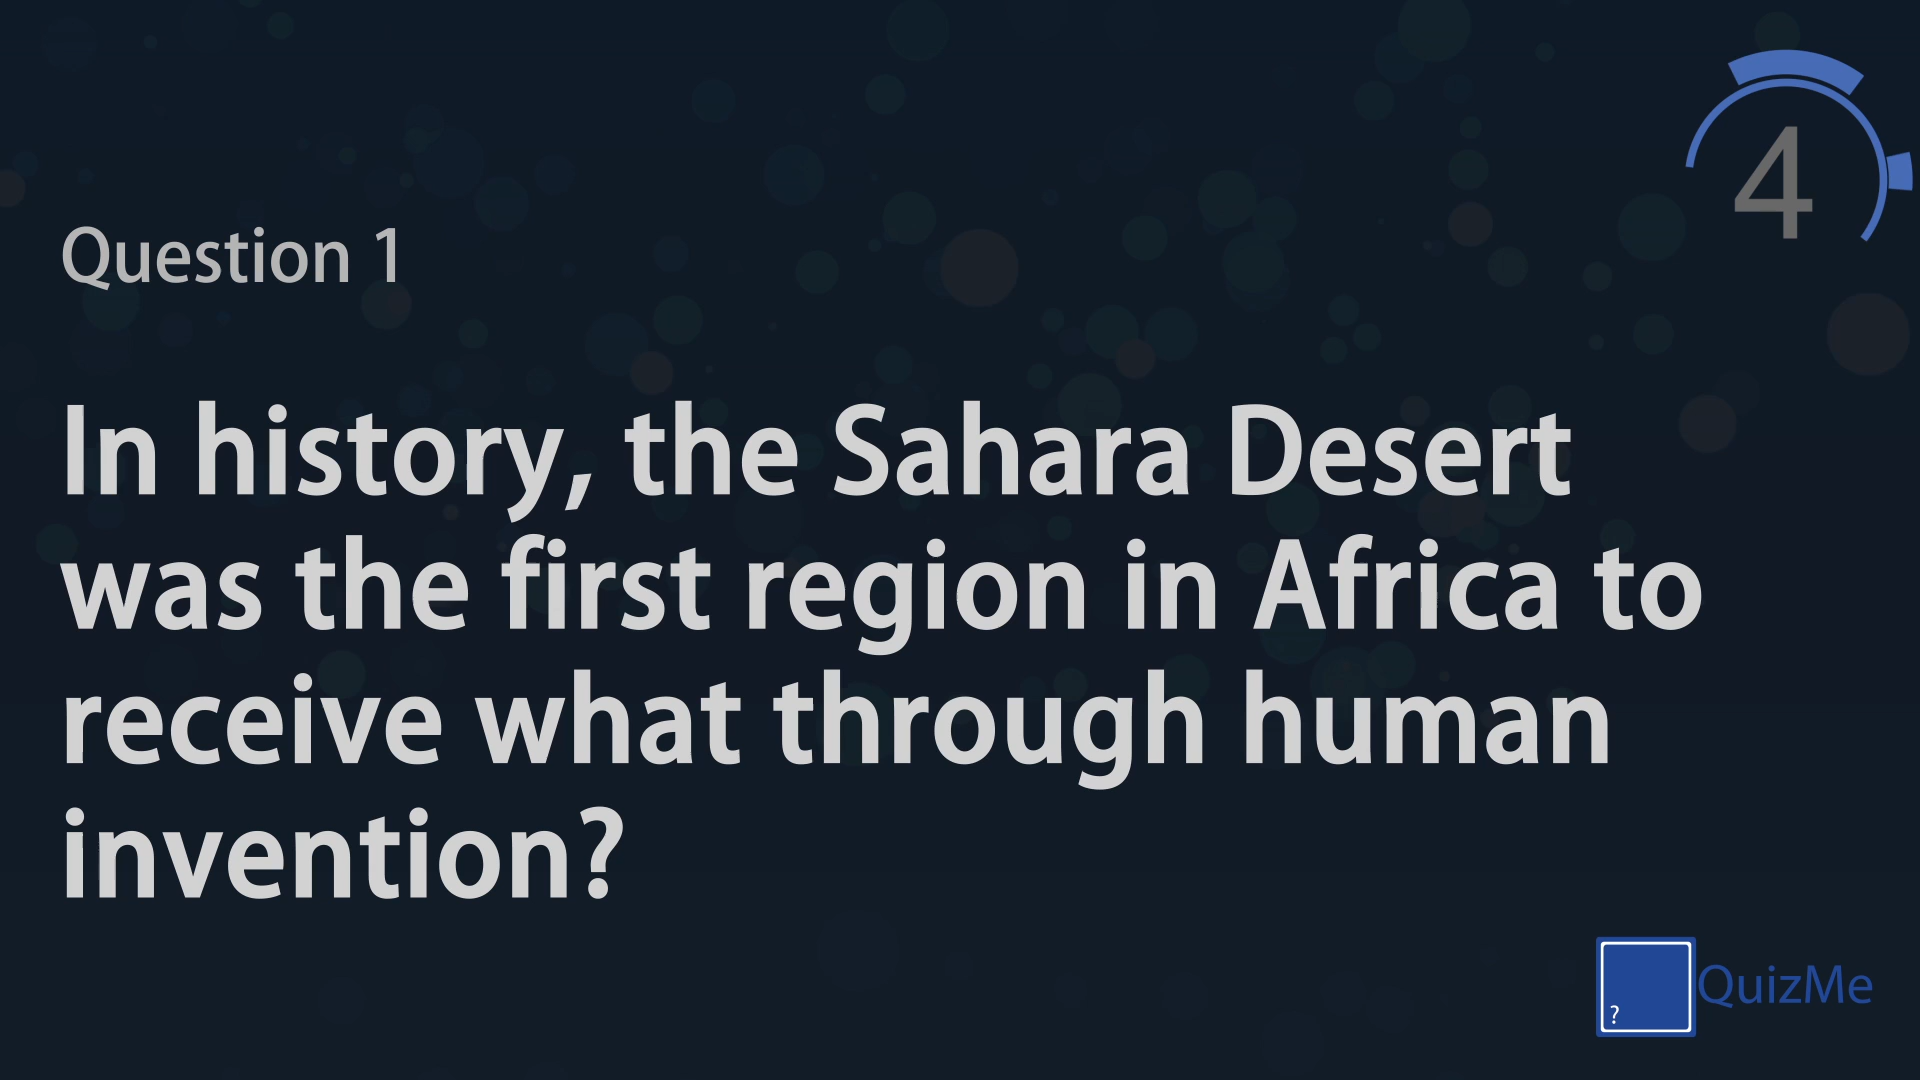 4
Question 1
In history, the Sahara Desert
was the first region in Africa to
receive what through human
invention?
?
QuizMe